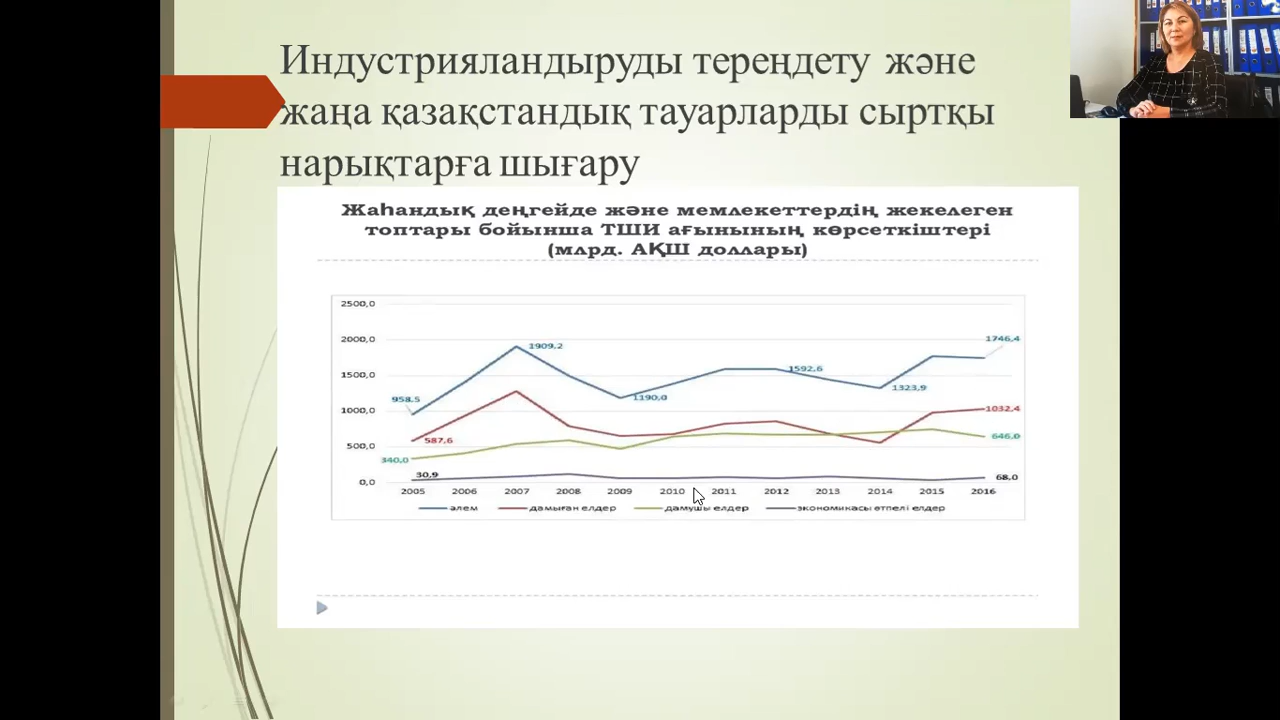 Индустрияландыруды тереңдету және
жаңа қазақстандық тауарларды сыртқы
нарықтарға шығару
Жаһандық деңгейде және мемлекеттердің жекелеген
топтары бойынша ТШИ ағынының көрсеткіштері
(млрд. АҚШ доллары)
2500,0
2000,0
1500,0
1000,0
500,0
0,0
1909,2
1746,4
1592,6
958,5
1190,0
1323,9
587,6
1032,4
340,0
646,0
30,9
68,0
2005 2006 2007 2008 2009 2010 2011 2012 2013 2014 2015 2016
әлем дамыған елдер дамушы елдер экономикасы өтпелі елдер